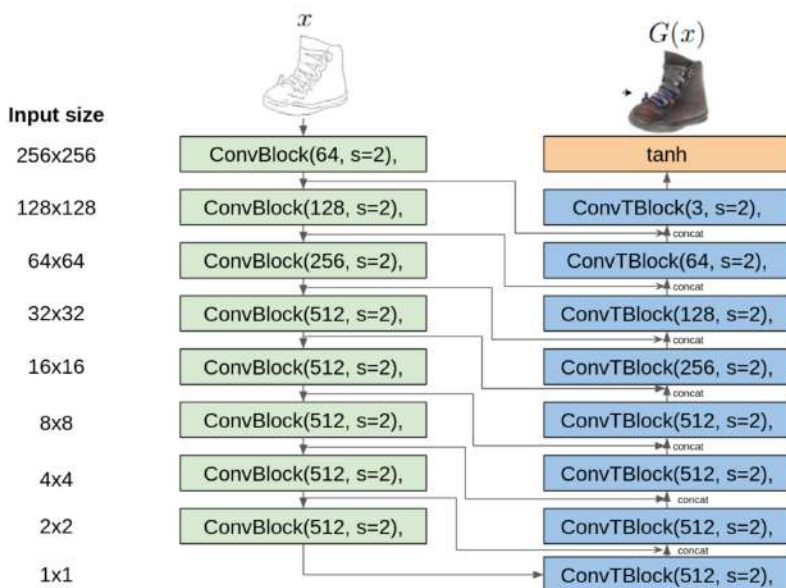 x
G(x)
Input size
256x256 ConvBlock(64, s=2), tanh
128x128 ConvBlock(128, s=2), ConvTBlock(3, s=2),
concat
64x64 ConvBlock(256, s=2), ConvTBlock(64, s=2),
concat
32x32 ConvBlock(512, s=2), ConvTBlock(128, s=2),
concat
16x16 ConvBlock(512, s=2), ConvTBlock(256, s=2),
concat
8x8 ConvBlock(512, s=2), ConvTBlock(512, s=2),
concat
4x4 ConvBlock(512, s=2), ConvTBlock(512, s=2),
concat
2x2 ConvBlock(512, s=2), ConvTBlock(512, s=2),
concat
1x1 ConvTBlock(512, s=2),